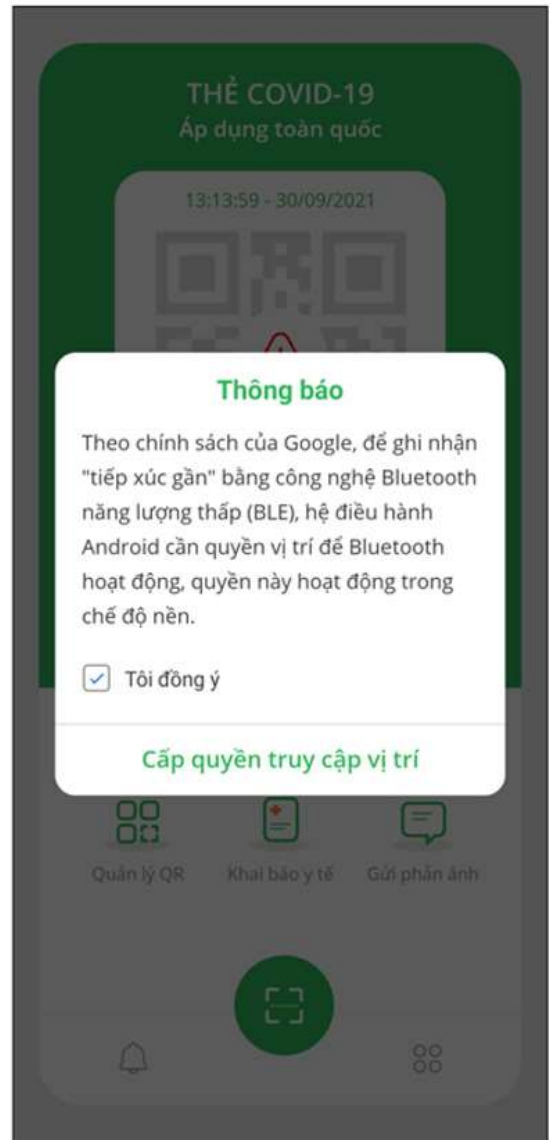 THẺ COVID-19
Áp dụng toàn quốc
13:13:59 - 30/09/2021
Thông báo
Theo chính sách của Google, để ghi nhận
"tiếp xúc gần" bằng công nghệ Bluetooth
năng lượng thấp (BLE), hệ điều hành
Android cần quyền vị trí để Bluetooth
hoạt động, quyền này hoạt động trong
chế độ nền.
Tôi đồng ý
Cấp quyền truy cập vị trí
Quản lý QR Khai báo y tế Gửi phản ánh